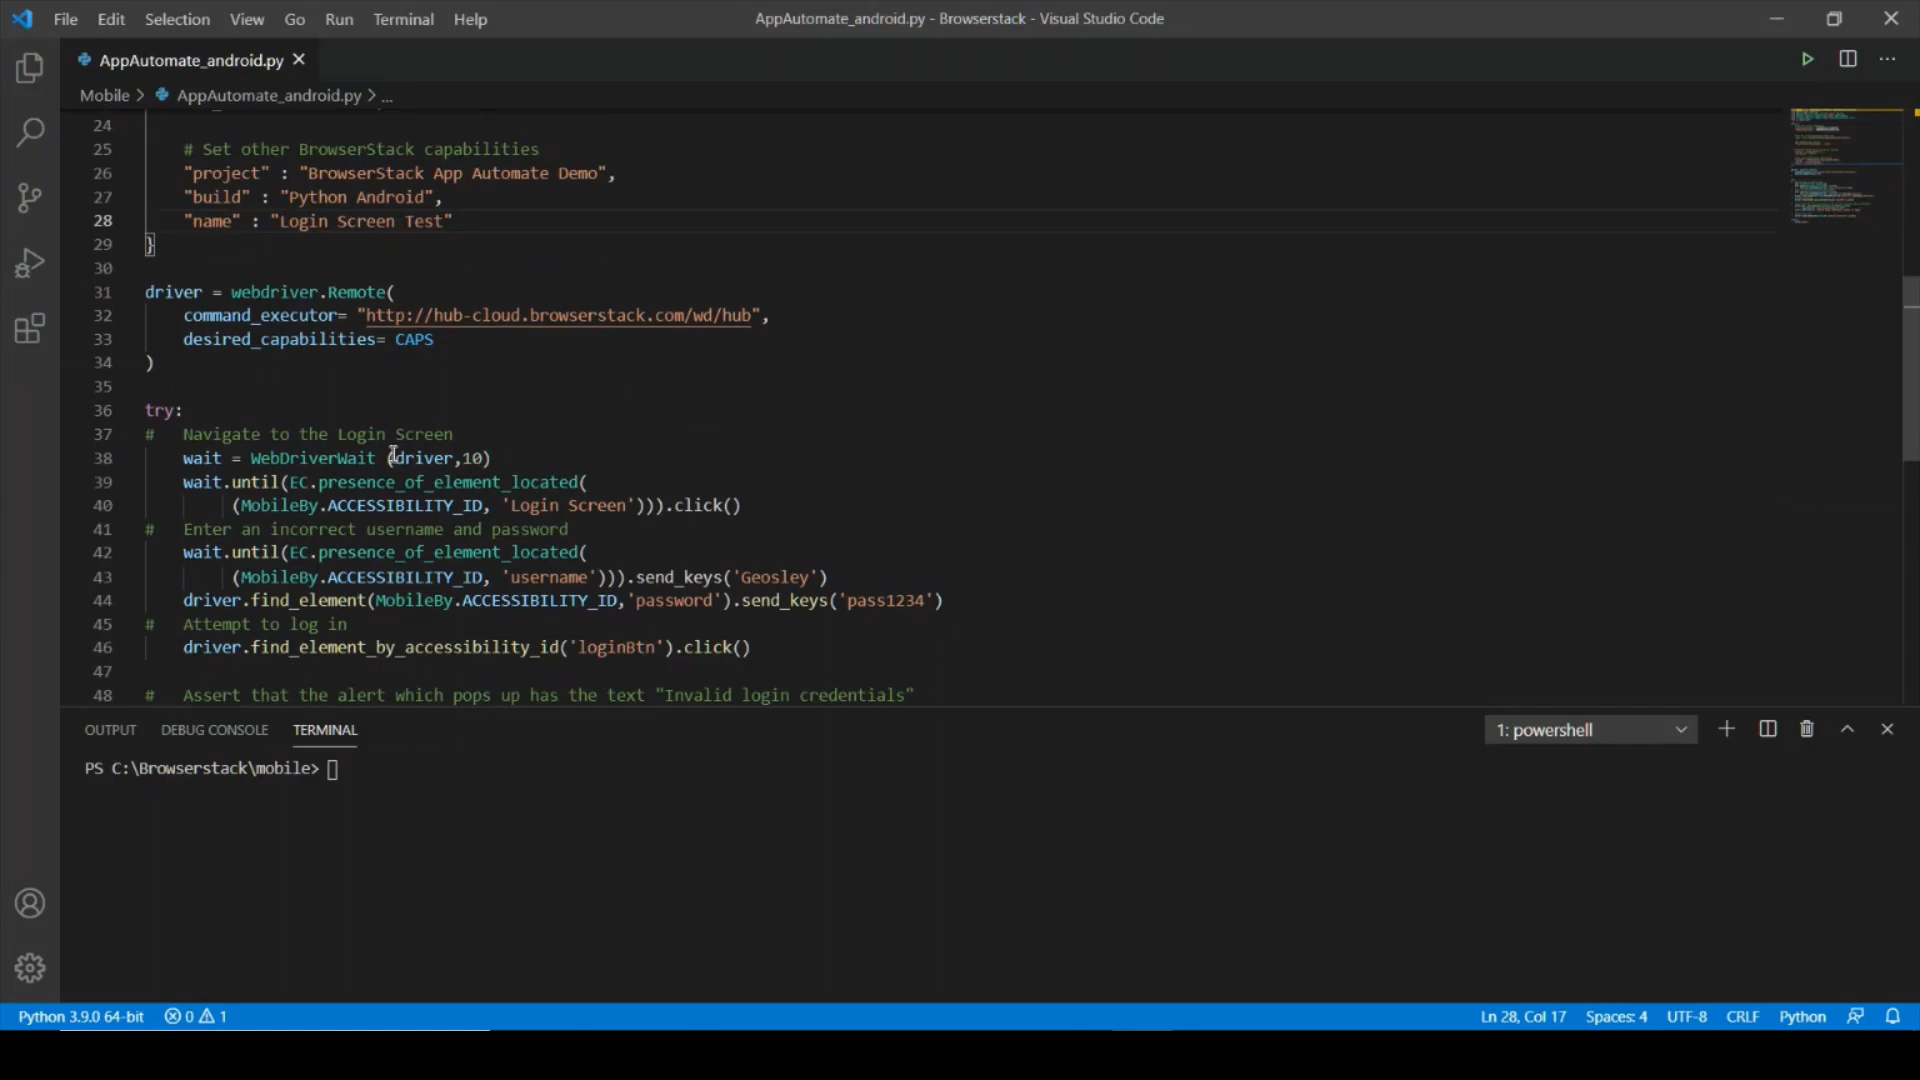 File Edit Selection View Go Run Terminal Help
AppAutomate_android.py - Browserstack - Visual Studio Code
AppAutomate_android.py
Mobile > AppAutomate_android.py > ...
24
25 # Set other BrowserStack capabilities
26 "project" : "BrowserStack App Automate Demo",
27 "build" : "Python Android",
28 "name" : "Login Screen Test"
29 }
30
31 driver = webdriver.Remote(
32 command_executor= "http://hub-cloud.browserstack.com/wd/hub",
33 desired_capabilities= CAPS
34 )
35
36 try:
37 # Navigate to the Login Screen
38 wait = WebDriverWait (driver,10)
39 wait.until(EC.presence_of_element_located(
40 (MobileBy.ACCESSIBILITY_ID, 'Login Screen'))).click()
41 # Enter an incorrect username and password
42 wait.until(EC.presence_of_element_located(
43 (MobileBy.ACCESSIBILITY_ID, 'username'))).send_keys('Geosley')
44 driver.find_element(MobileBy.ACCESSIBILITY_ID,'password').send_keys('pass1234')
45 # Attempt to log in
46 driver.find_element_by_accessibility_id('loginBtn').click()
47
48 # Assert that the alert which pops up has the text "Invalid login credentials"
OUTPUT DEBUG CONSOLE TERMINAL
1: powershell
PS C:\Browserstack\mobile>
Python 3.9.0 64-bit 0 1
Ln 28, Col 17 Spaces: 4 UTF-8 CRLF Python